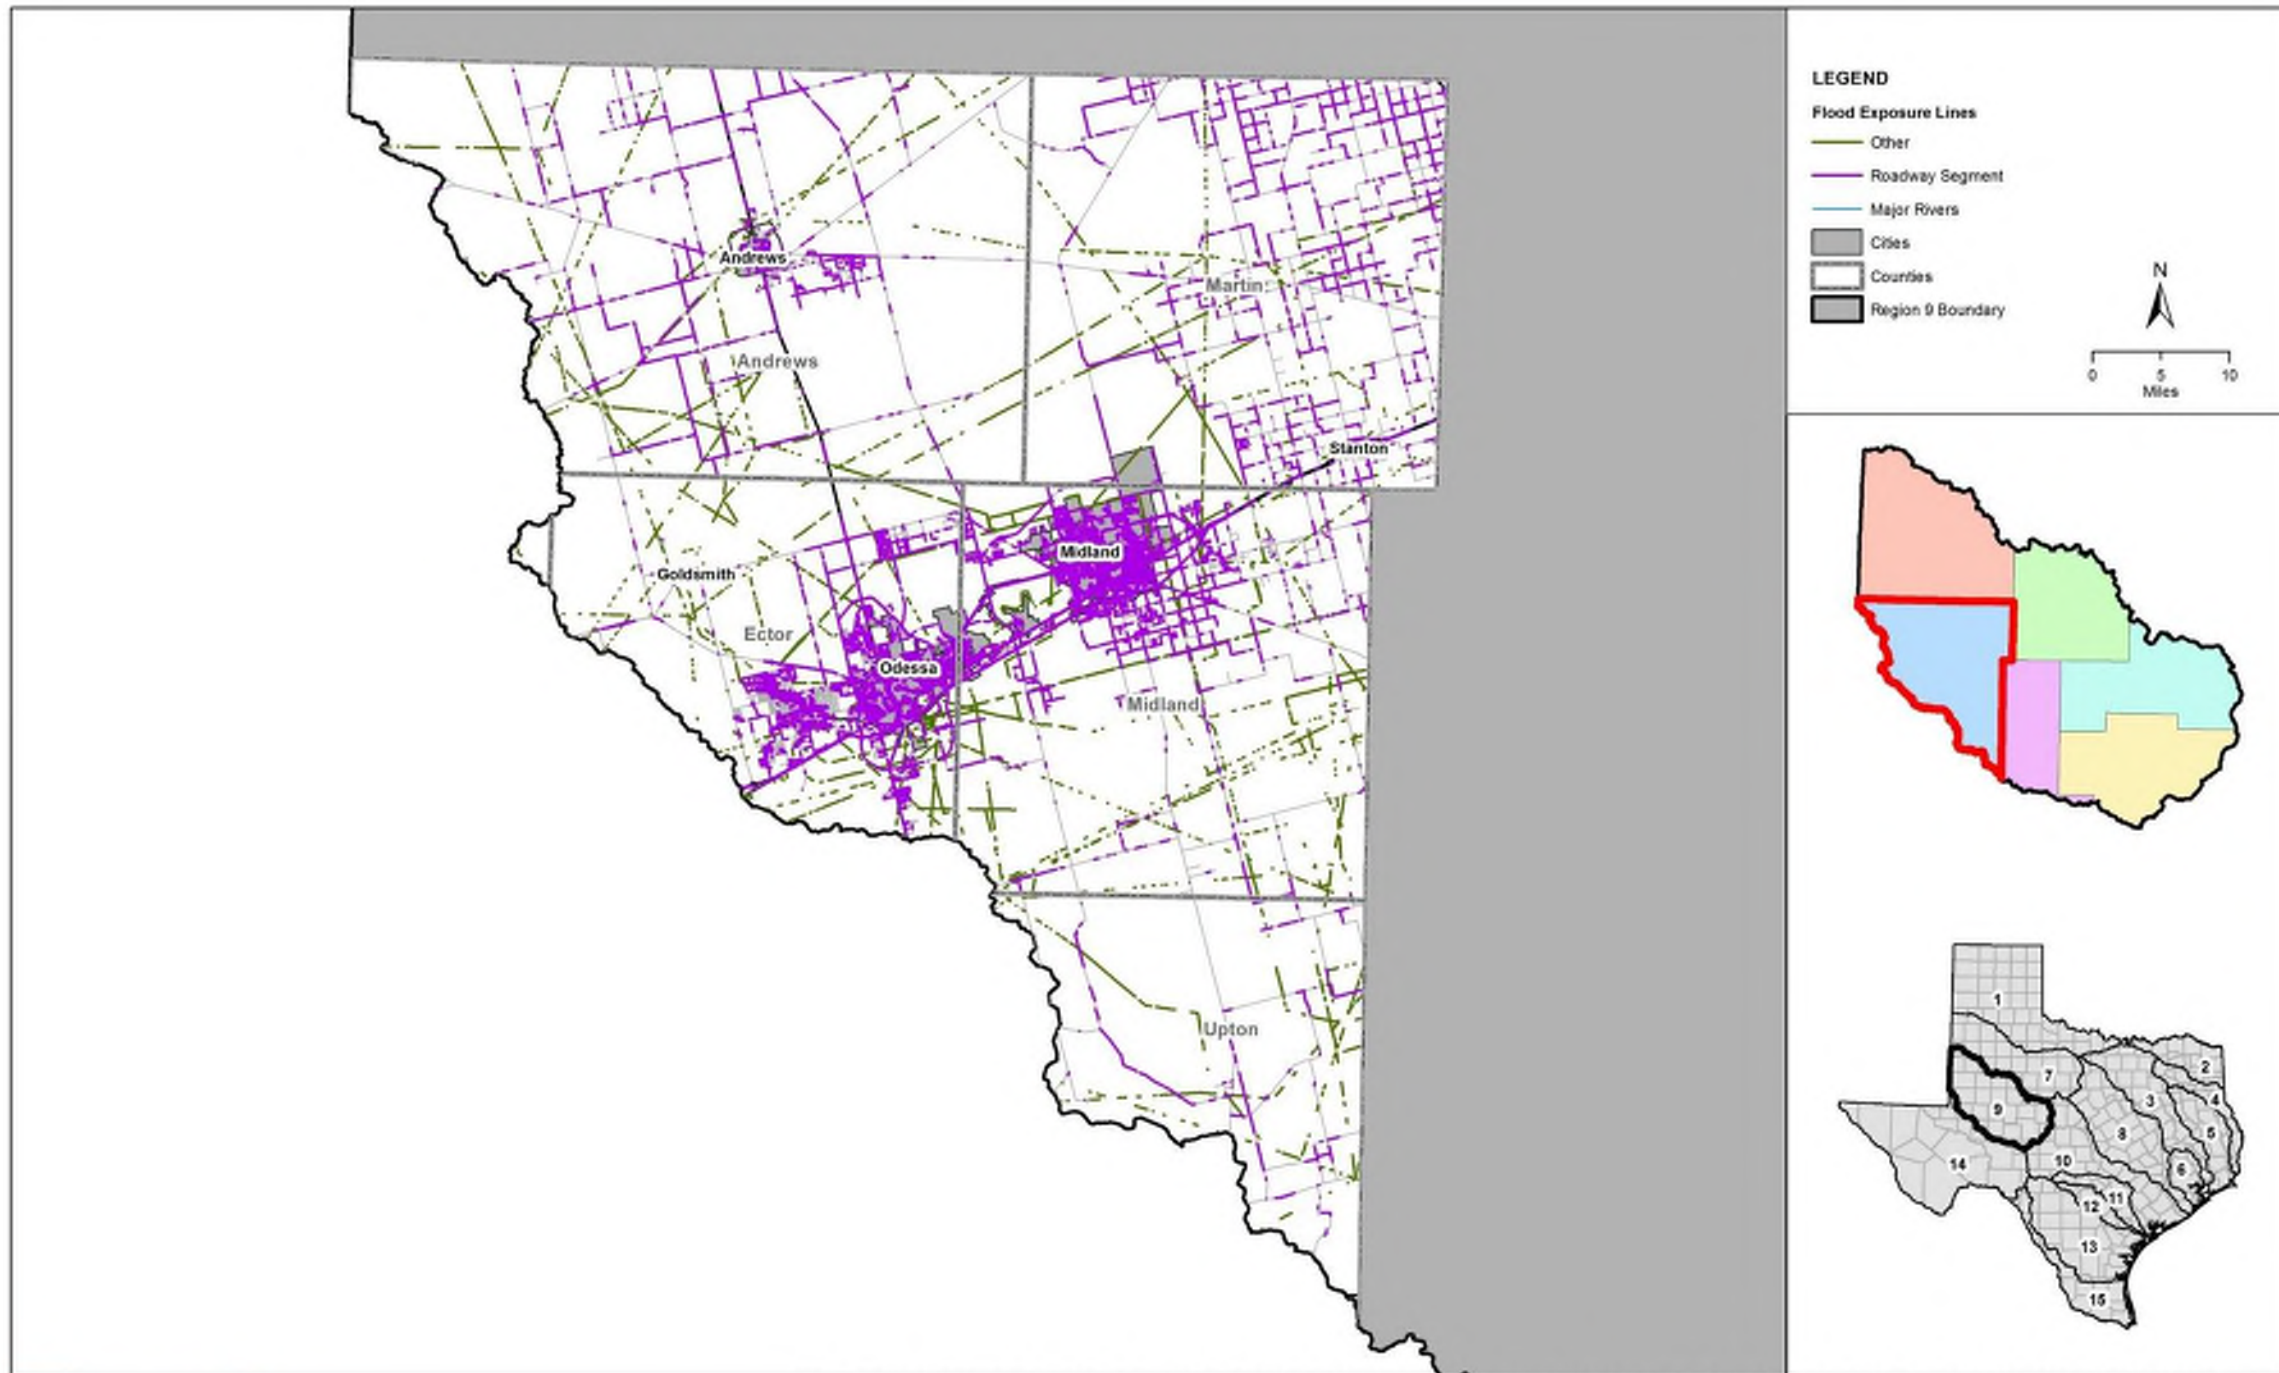 LEGEND
Flood Exposure Lines
Other
Roadway Segment
Major Rivers
Cities
Counties
Region 9 Boundary
N
0 5 10
Miles
Andrews
Martin
Andrews
Stanton
Midland
Goldsmith
Ector
Odessa
Midland
Upton
1
2
7
3
4
9
8
5
14
10
6
11
12
13
15